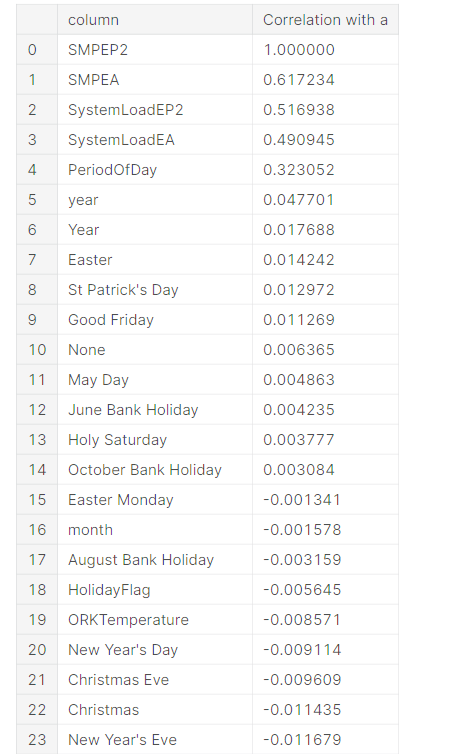 column Correlation with a
0 SMPEP2 1.000000
1 SMPEA 0.617234
2 SystemLoadEP2 0.516938
3 SystemLoadEA 0.490945
4 PeriodOfDay 0.323052
5 year 0.047701
6 Year 0.017688
7 Easter 0.014242
8 St Patrick's Day 0.012972
9 Good Friday 0.011269
10 None 0.006365
11 May Day 0.004863
12 June Bank Holiday 0.004235
13 Holy Saturday 0.003777
14 October Bank Holiday 0.003084
15 Easter Monday -0.001341
16 month -0.001578
17 August Bank Holiday -0.003159
18 HolidayFlag -0.005645
19 ORKTemperature -0.008571
20 New Year's Day -0.009114
21 Christmas Eve -0.009609
22 Christmas -0.011435
23 New Year's Eve -0.011679